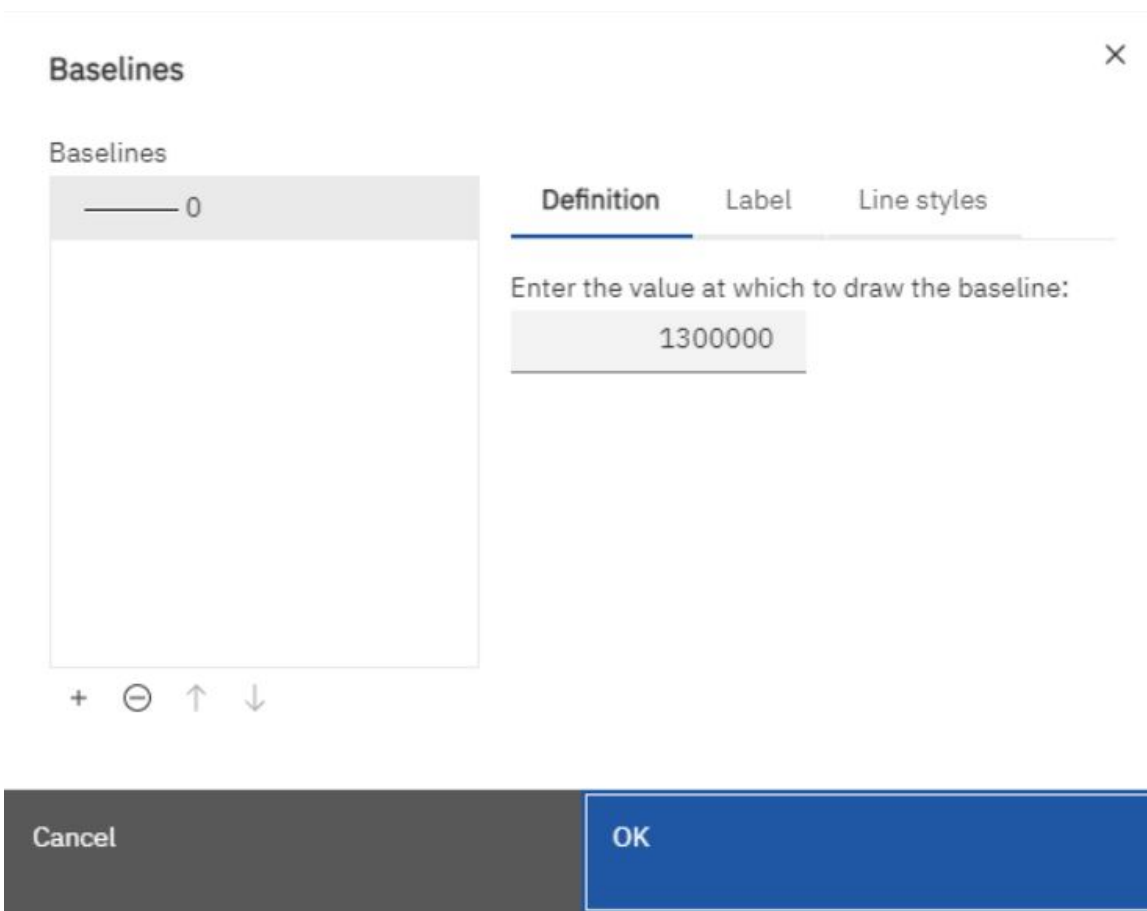 Baselines
Baselines
0
Definition Label Line styles
Enter the value at which to draw the baseline:
1300000
Cancel OK